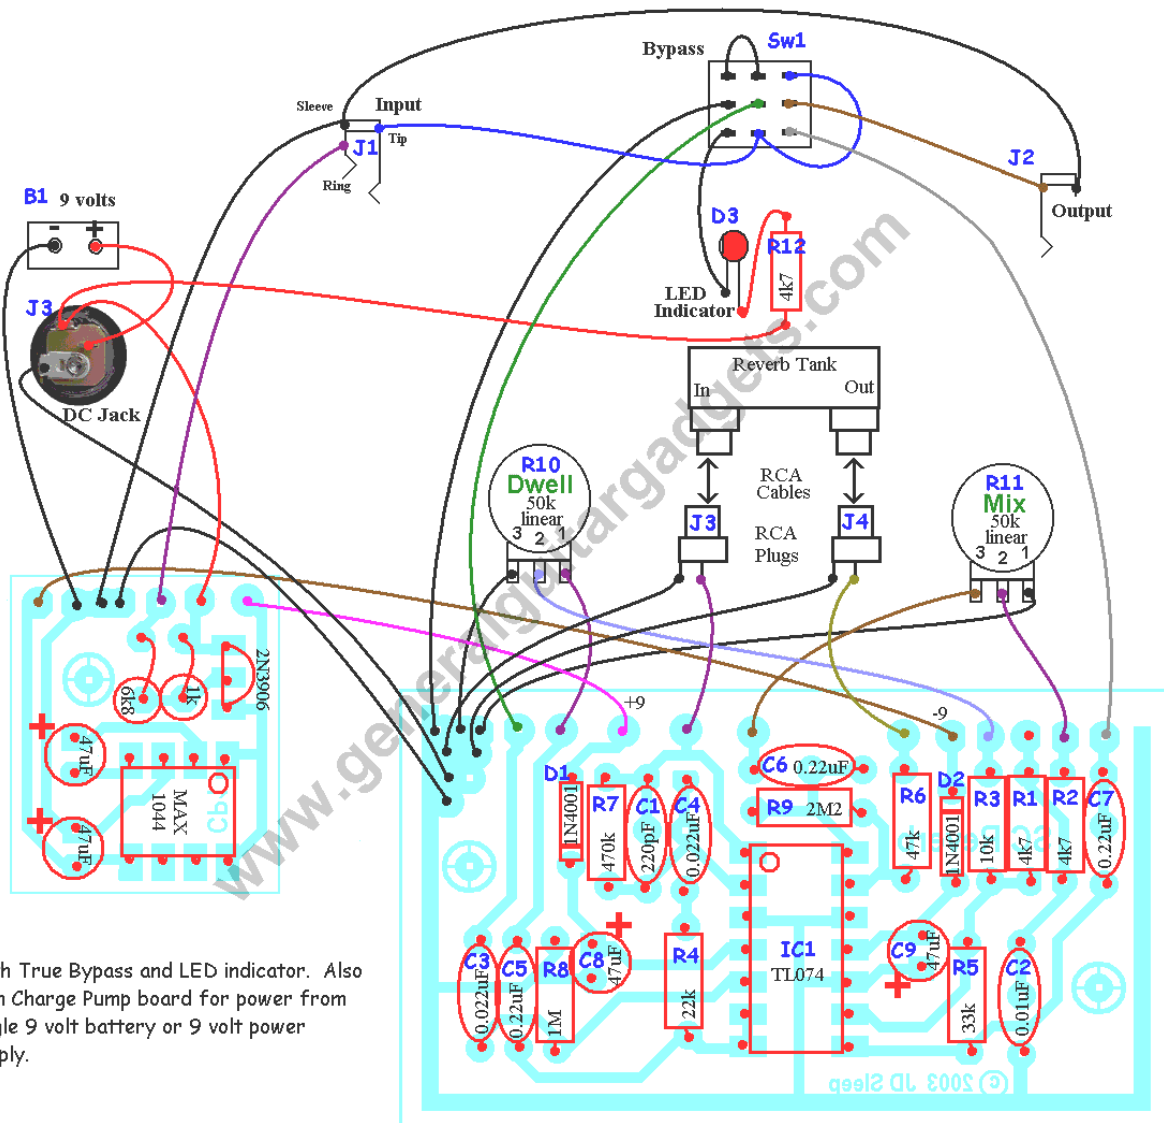 Bypass
Sw1
Sleeve
Input
Tip
J1
Ring
J2
Output
B1 9 volts
- +
J3
DC Jack
D3
R12
4k7
LED
Indicator
Reverb Tank
In
Out
RCA
Cables
RCA
Plugs
J3
J4
R10
Dwell
50k
linear
3 2 1
R11
Mix
50k
linear
3 2 1
www.generalguitargadgets.com
+9
-9
2N3906
6k8
1k
47uF
47uF
MAX
1044
CP
D1
1N4001
R7
470k
C1
220pF
C4
0.022uF
C6 0.22uF
R9 2M2
R6
47k
D2
1N4001
R3
10k
R1
4k7
R2
4k7
C7
0.22uF
C3
0.022uF
C5
0.22uF
R8
1M
C8
47uF
R4
22k
IC1
TL074
C9
47uF
R5
33k
C2
0.01uF
© 2003 JD Sleep
h True Bypass and LED indicator. Also
n Charge Pump board for power from
gle 9 volt battery or 9 volt power
ply.